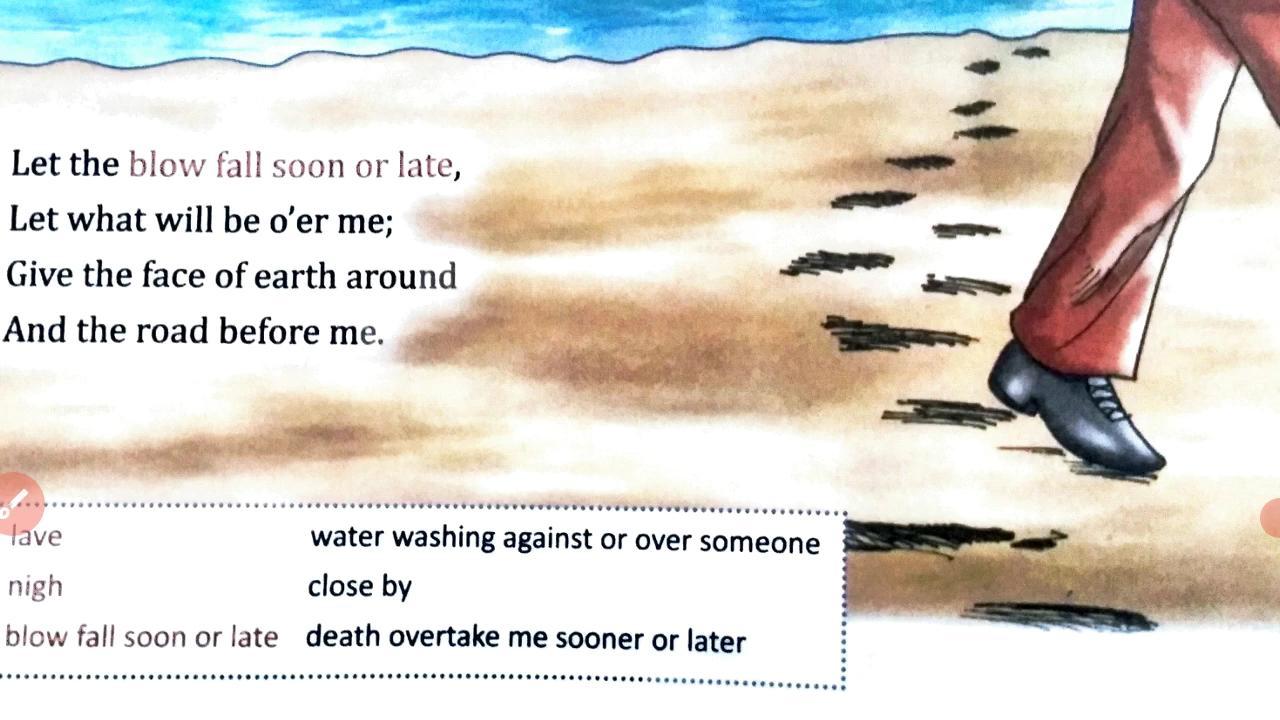 Let the blow fall soon or late,
Let what will be o'er me;
Give the face of earth around
And the road before me.
lave water washing against or over someone
nigh close by
blow fall soon or late death overtake me sooner or later